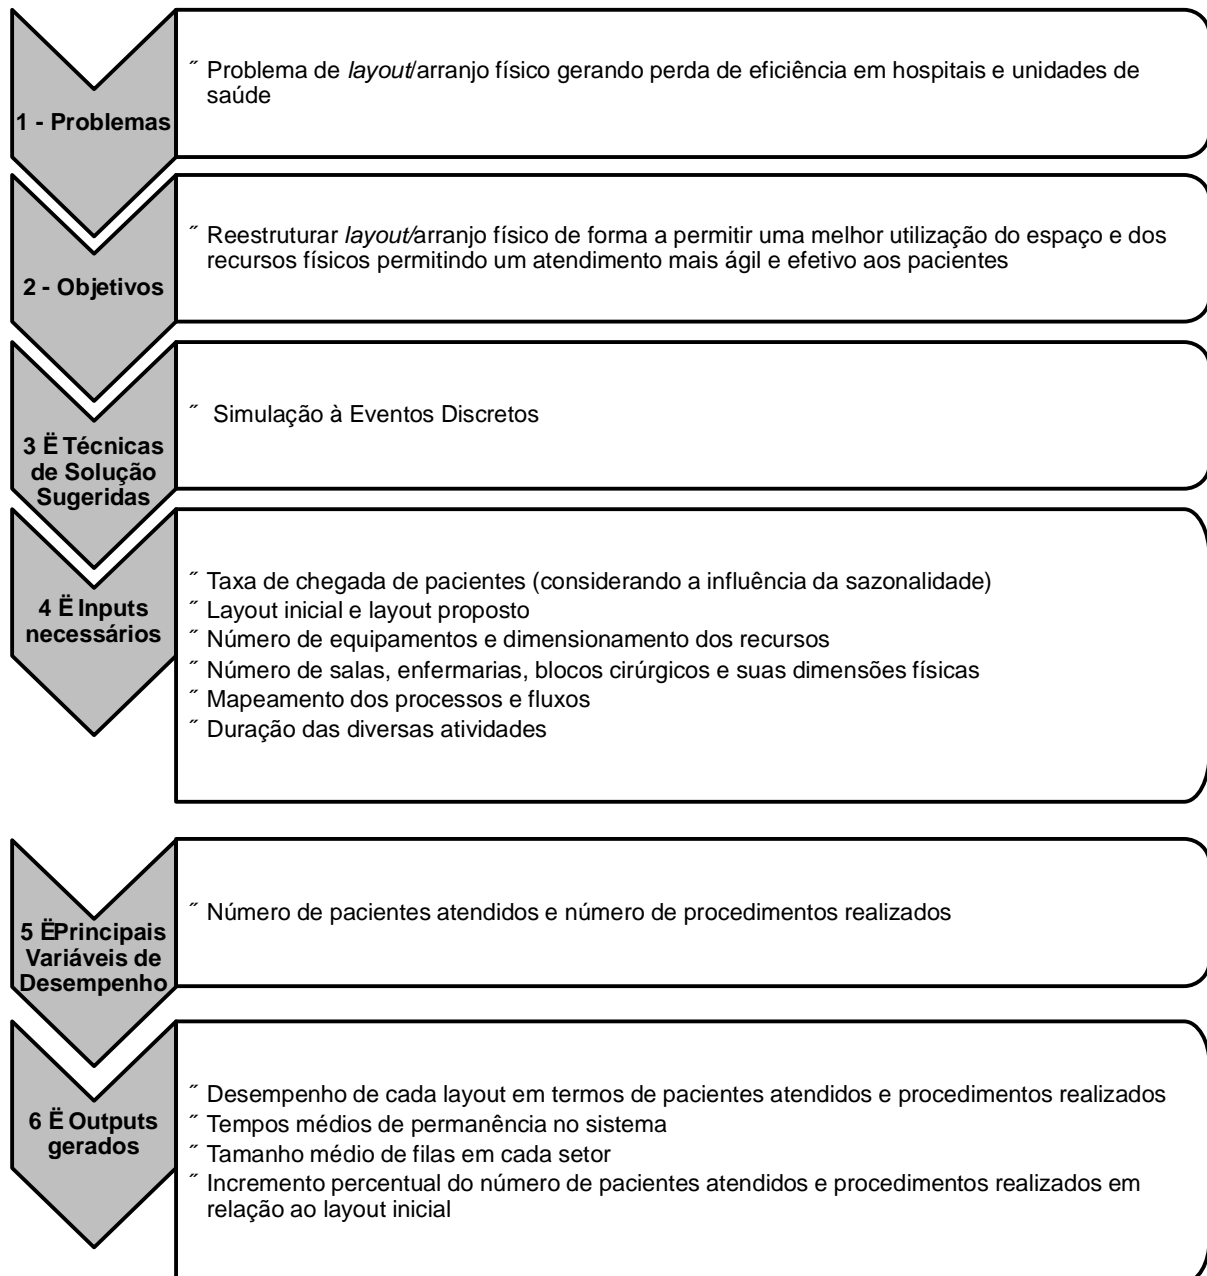 1 - Problemas
˝ Problema de layout/arranjo físico gerando perda de eficiência em hospitais e unidades de
saúde
2 - Objetivos
˝ Reestruturar layout/arranjo físico de forma a permitir uma melhor utilização do espaço e dos
recursos físicos permitindo um atendimento mais ágil e efetivo aos pacientes
3 Ë Técnicas
de Solução
Sugeridas
˝ Simulação à Eventos Discretos
4 Ë Inputs
necessários
˝ Taxa de chegada de pacientes (considerando a influência da sazonalidade)
˝ Layout inicial e layout proposto
˝ Número de equipamentos e dimensionamento dos recursos
˝ Número de salas, enfermarias, blocos cirúrgicos e suas dimensões físicas
˝ Mapeamento dos processos e fluxos
˝ Duração das diversas atividades
5 ËPrincipais
Variáveis de
Desempenho
˝ Número de pacientes atendidos e número de procedimentos realizados
6 Ë Outputs
gerados
˝ Desempenho de cada layout em termos de pacientes atendidos e procedimentos realizados
˝ Tempos médios de permanência no sistema
˝ Tamanho médio de filas em cada setor
˝ Incremento percentual do número de pacientes atendidos e procedimentos realizados em
relação ao layout inicial